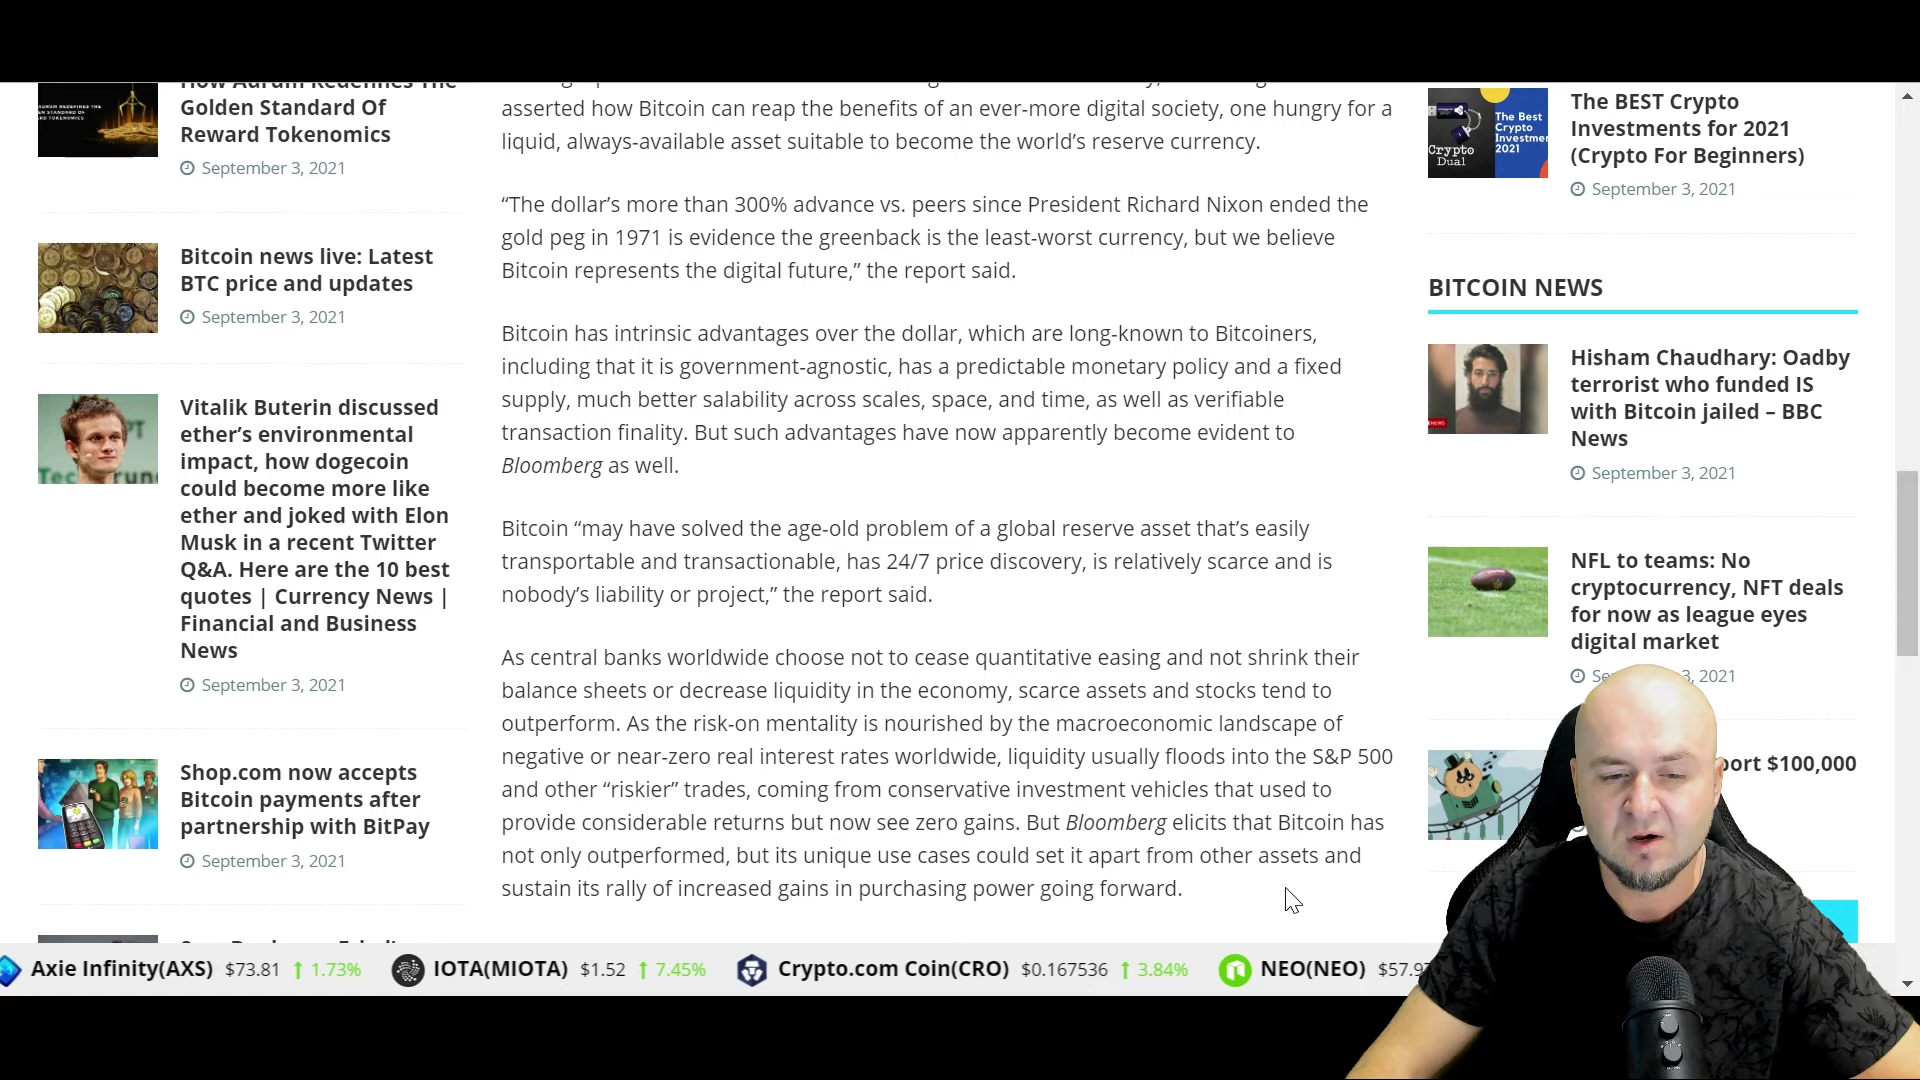 How Aurum Redefines The
Golden Standard Of
Reward Tokenomics
September 3, 2021
Bitcoin news live: Latest
BTC price and updates
September 3, 2021
Vitalik Buterin discussed
ether’s environmental
impact, how dogecoin
could become more like
ether and joked with Elon
Musk in a recent Twitter
Q&A. Here are the 10 best
quotes | Currency News |
Financial and Business
News
September 3, 2021
Shop.com now accepts
Bitcoin payments after
partnership with BitPay
September 3, 2021
asserted how Bitcoin can reap the benefits of an ever-more digital society, one hungry for a
liquid, always-available asset suitable to become the world’s reserve currency.
“The dollar’s more than 300% advance vs. peers since President Richard Nixon ended the
gold peg in 1971 is evidence the greenback is the least-worst currency, but we believe
Bitcoin represents the digital future,” the report said.
Bitcoin has intrinsic advantages over the dollar, which are long-known to Bitcoiners,
including that it is government-agnostic, has a predictable monetary policy and a fixed
supply, much better salability across scales, space, and time, as well as verifiable
transaction finality. But such advantages have now apparently become evident to
Bloomberg as well.
Bitcoin “may have solved the age-old problem of a global reserve asset that’s easily
transportable and transactionable, has 24/7 price discovery, is relatively scarce and is
nobody’s liability or project,” the report said.
As central banks worldwide choose not to cease quantitative easing and not shrink their
balance sheets or decrease liquidity in the economy, scarce assets and stocks tend to
outperform. As the risk-on mentality is nourished by the macroeconomic landscape of
negative or near-zero real interest rates worldwide, liquidity usually floods into the S&P 500
and other “riskier” trades, coming from conservative investment vehicles that used to
provide considerable returns but now see zero gains. But Bloomberg elicits that Bitcoin has
not only outperformed, but its unique use cases could set it apart from other assets and
sustain its rally of increased gains in purchasing power going forward.
Crypto
Dual
The Best
Crypto
Investmen
2021
The BEST Crypto
Investments for 2021
(Crypto For Beginners)
September 3, 2021
BITCOIN NEWS
Hisham Chaudhary: Oadby
terrorist who funded IS
with Bitcoin jailed – BBC
News
September 3, 2021
NFL to teams: No
cryptocurrency, NFT deals
for now as league eyes
digital market
Se 3, 2021
port $100,000
Axie Infinity(AXS) $73.81 ↑ 1.73% IOTA(MIOTA) $1.52 ↑ 7.45% Crypto.com Coin(CRO) $0.167536 ↑ 3.84% NEO(NEO) $57.97